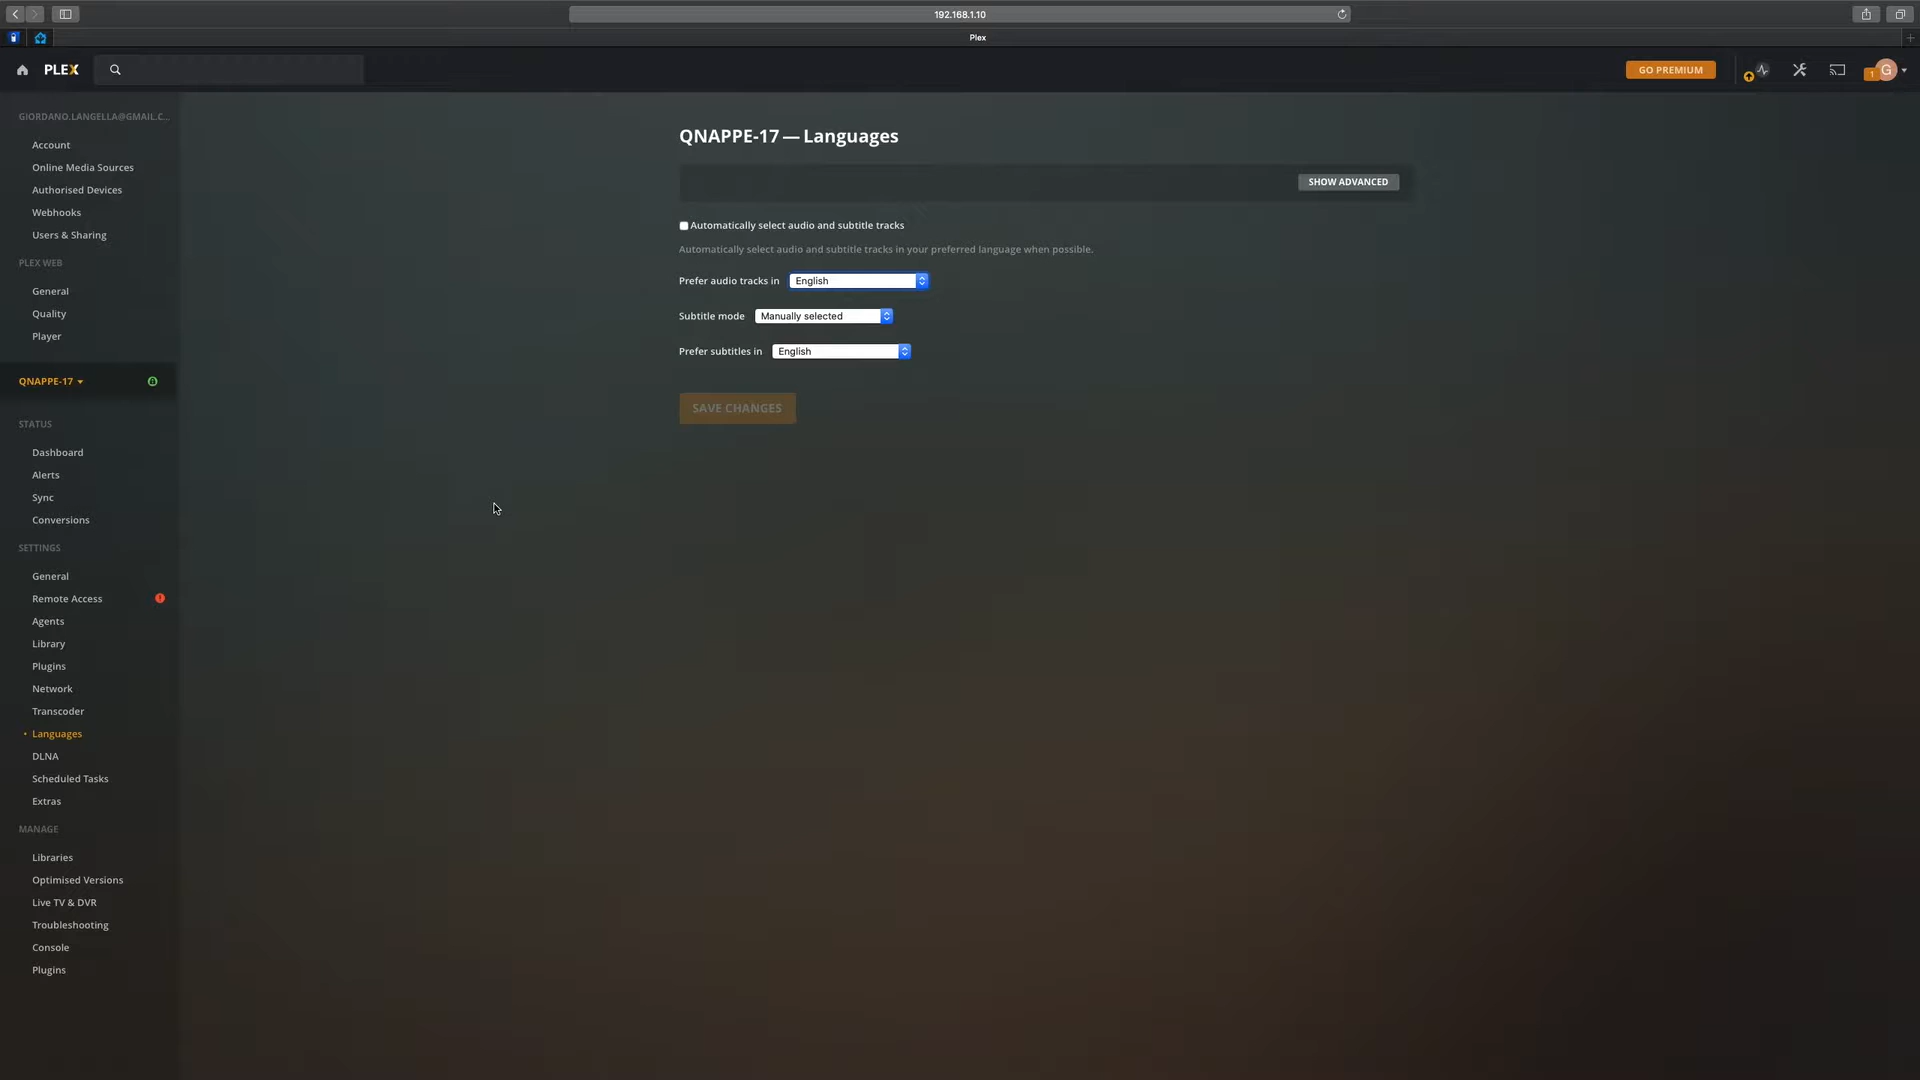 192.168.1.10
Plex
PLEX
GO PREMIUM
1
G
GIORDANO.LANGELLA@GMAIL.C...
Account
Online Media Sources
Authorised Devices
Webhooks
Users & Sharing
PLEX WEB
General
Quality
Player
QNAPPE-17
STATUS
Dashboard
Alerts
Sync
Conversions
SETTINGS
General
Remote Access
Agents
Library
Plugins
Network
Transcoder
Languages
DLNA
Scheduled Tasks
Extras
MANAGE
Libraries
Optimised Versions
Live TV & DVR
Troubleshooting
Console
Plugins
QNAPPE-17 — Languages
SHOW ADVANCED
Automatically select audio and subtitle tracks
Automatically select audio and subtitle tracks in your preferred language when possible.
Prefer audio tracks in English
Subtitle mode Manually selected
Prefer subtitles in English
SAVE CHANGES